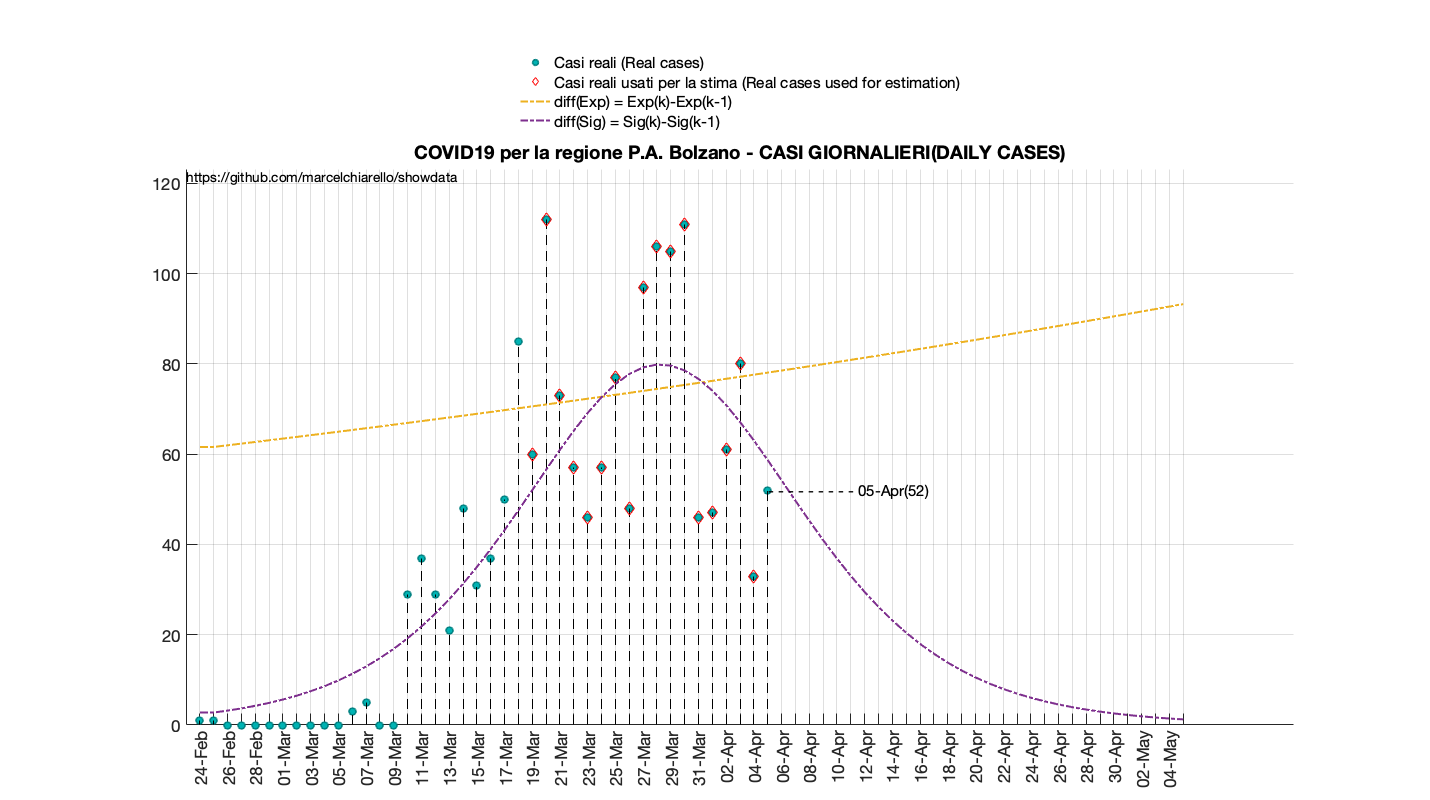 Casi reali (Real cases)
Casi reali usati per la stima (Real cases used for estimation)
diff(Exp) = Exp(k)-Exp(k-1)
diff(Sig) = Sig(k)-Sig(k-1)
COVID19 per la regione P.A. Bolzano - CASI GIORNALIERI(DAILY CASES)
https://github.com/marcelchiarello/showdata
120
100
80
60
40
20
0
05-Apr(52)
24-Feb
26-Feb
28-Feb
01-Mar
03-Mar
05-Mar
07-Mar
09-Mar
11-Mar
13-Mar
15-Mar
17-Mar
19-Mar
21-Mar
23-Mar
25-Mar
27-Mar
29-Mar
31-Mar
02-Apr
04-Apr
06-Apr
08-Apr
10-Apr
12-Apr
14-Apr
16-Apr
18-Apr
20-Apr
22-Apr
24-Apr
26-Apr
28-Apr
30-Apr
02-May
04-May